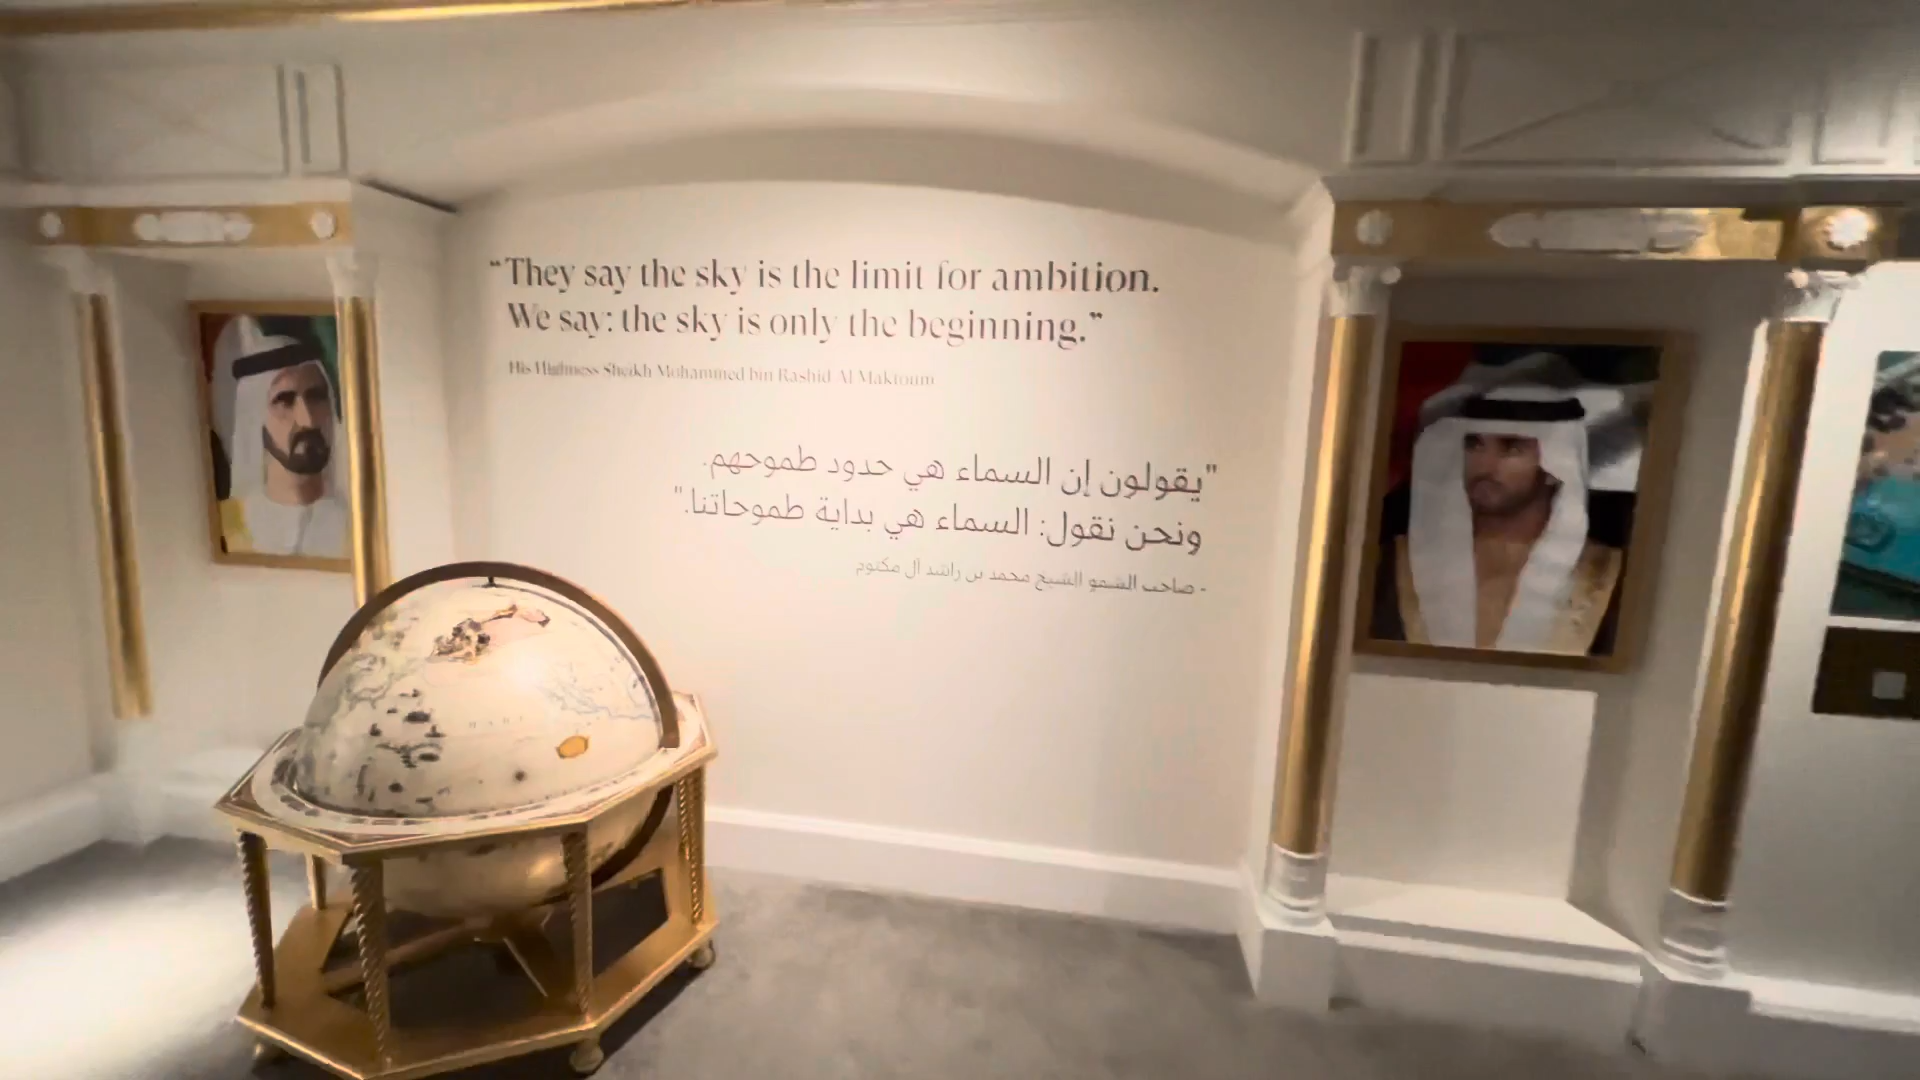 “They say the sky is the limit for ambition.
We say: the sky is only the beginning.”
His Highness Sheikh Mohammed bin Rashid Al Maktoum
"يقولون إن السماء هي حدود طموحهم.
ونحن نقول: السماء هي بداية طموحاتنا."
- صاحب السمو الشيخ محمد بن راشد آل مكتوم